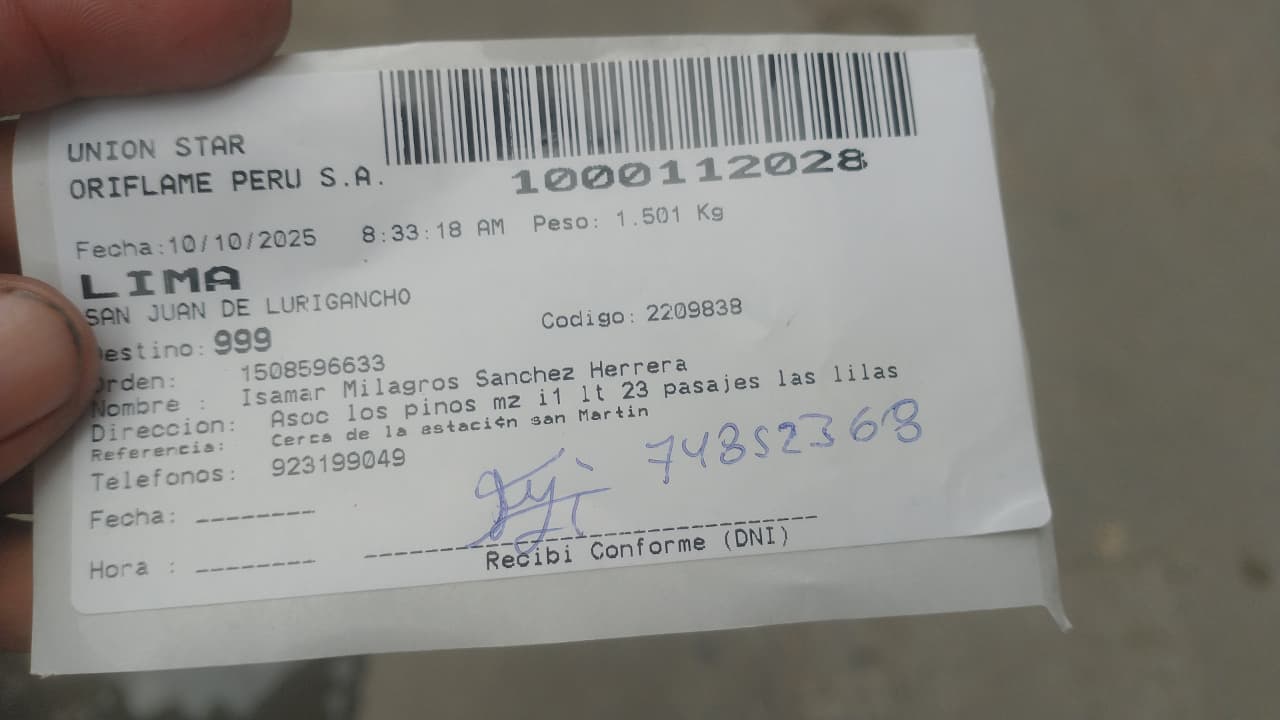 UNION STAR
ORIFLAME PERU S.A.
1000112028
Fecha:10/10/2025 8:33:18 AM Peso: 1.501 Kg
LIMA
SAN JUAN DE LURIGANCHO
Destino: 999 Codigo: 2209838
Orden: 1508596633
Nombre : Isamar Milagros Sanchez Herrera
Direccion: Asoc los pinos mz i1 lt 23 pasajes las lilas
Referencia: Cerca de la estación san Martin
Telefonos: 923199049
74852368
Fecha: --------
Hora : --------
Recibi Conforme (DNI)